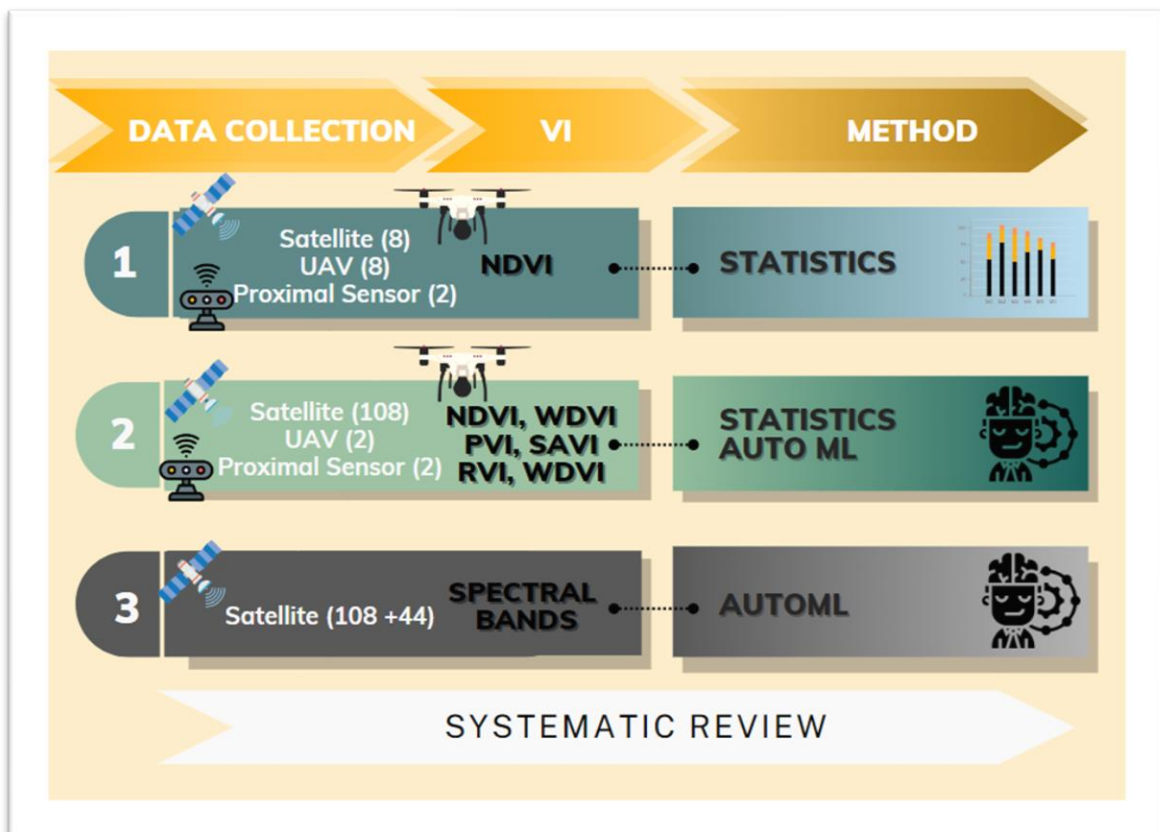 DATA COLLECTION
VI
METHOD
1
Satellite (8)
UAV (8)
Proximal Sensor (2)
NDVI
STATISTICS
2
Satellite (108)
UAV (2)
Proximal Sensor (2)
NDVI, WDVI
PVI, SAVI
RVI, WDVI
STATISTICS
AUTO ML
3
Satellite (108 +44)
SPECTRAL
BANDS
AUTOML
SYSTEMATIC REVIEW